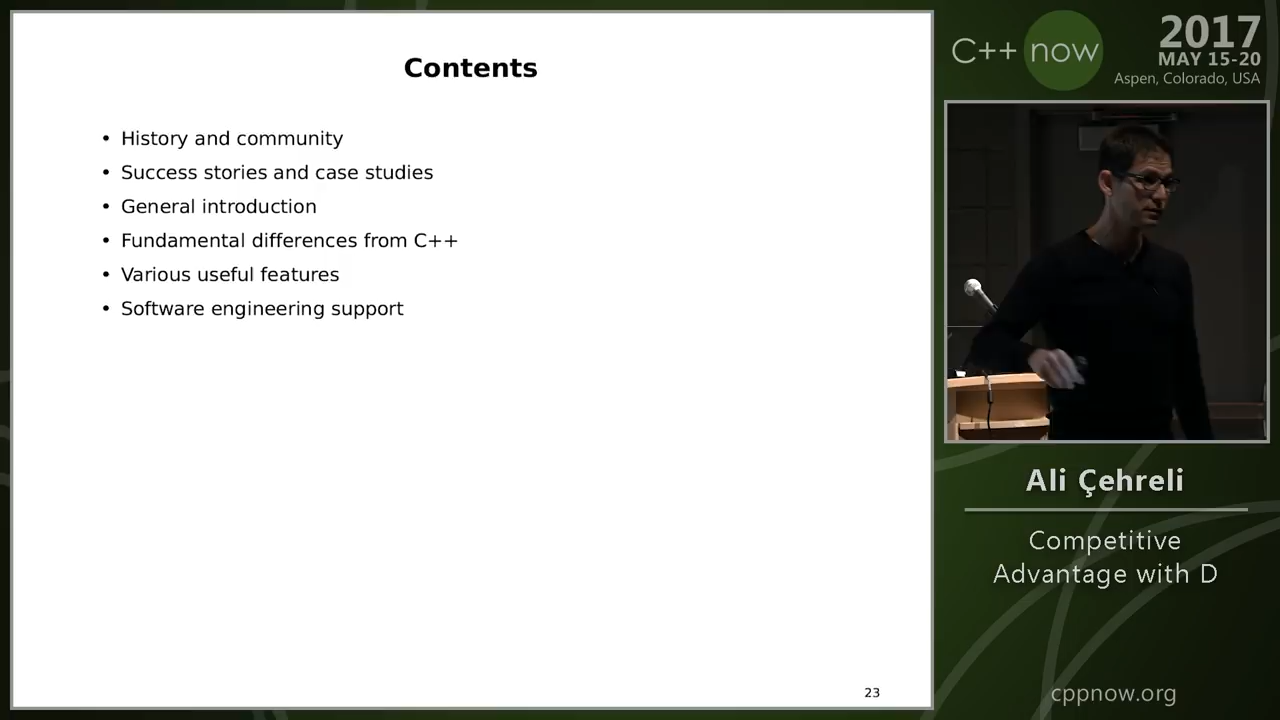 Contents
• History and community
• Success stories and case studies
• General introduction
• Fundamental differences from C++
• Various useful features
• Software engineering support
23
C++ now
2017
MAY 15-20
Aspen, Colorado, USA
Ali Çehreli
Competitive
Advantage with D
cppnow.org